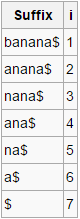 Suffix i
banana$ 1
anana$ 2
nana$ 3
ana$ 4
na$ 5
a$ 6
$ 7